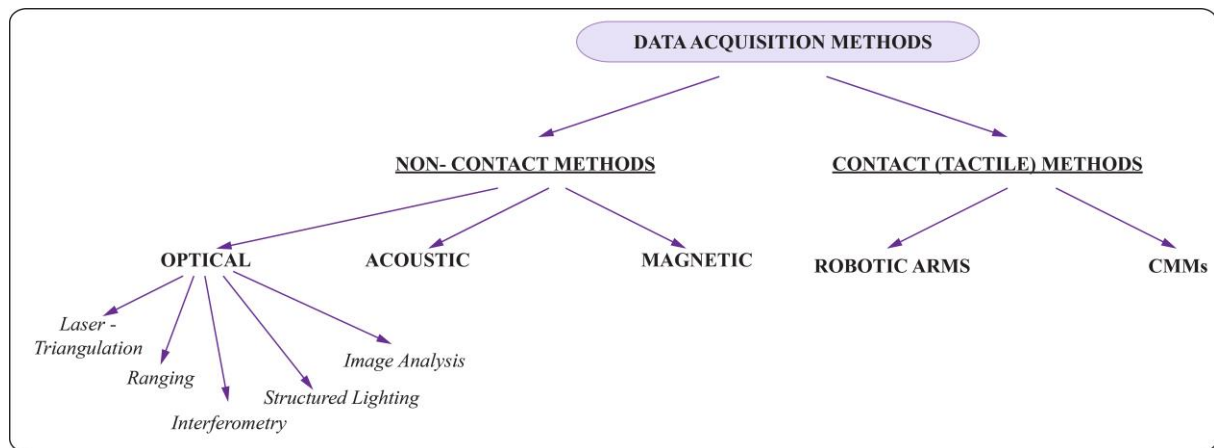 DATA ACQUISITION METHODS
NON- CONTACT METHODS
CONTACT (TACTILE) METHODS
OPTICAL
ACOUSTIC
MAGNETIC
ROBOTIC ARMS
CMMs
Laser -
Triangulation
Ranging
Interferometry
Structured Lighting
Image Analysis